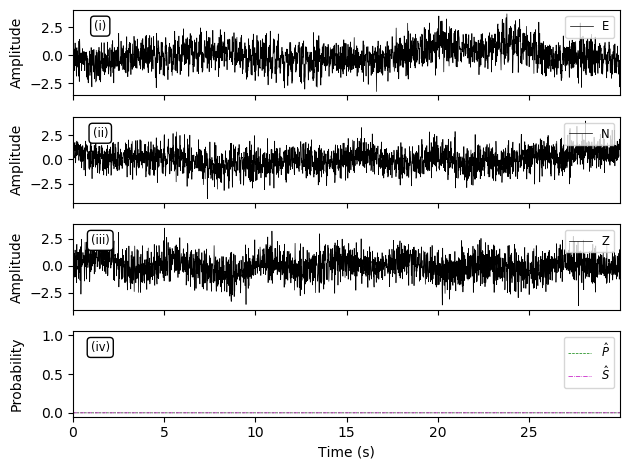 (i)
E
Amplitude
2.5
0.0
−2.5
(ii)
N
Amplitude
2.5
0.0
−2.5
(iii)
Z
Amplitude
2.5
0.0
−2.5
(iv)
P̂
Ŝ
Probability
1.0
0.5
0.0
0 5 10 15 20 25
Time (s)